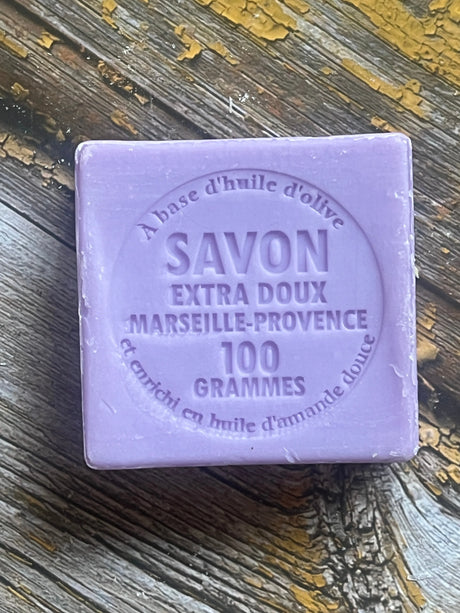 À base d'huile d'olive
SAVON
EXTRA DOUX
MARSEILLE-PROVENCE
100
GRAMMES
et enrichi en huile d'amande douce